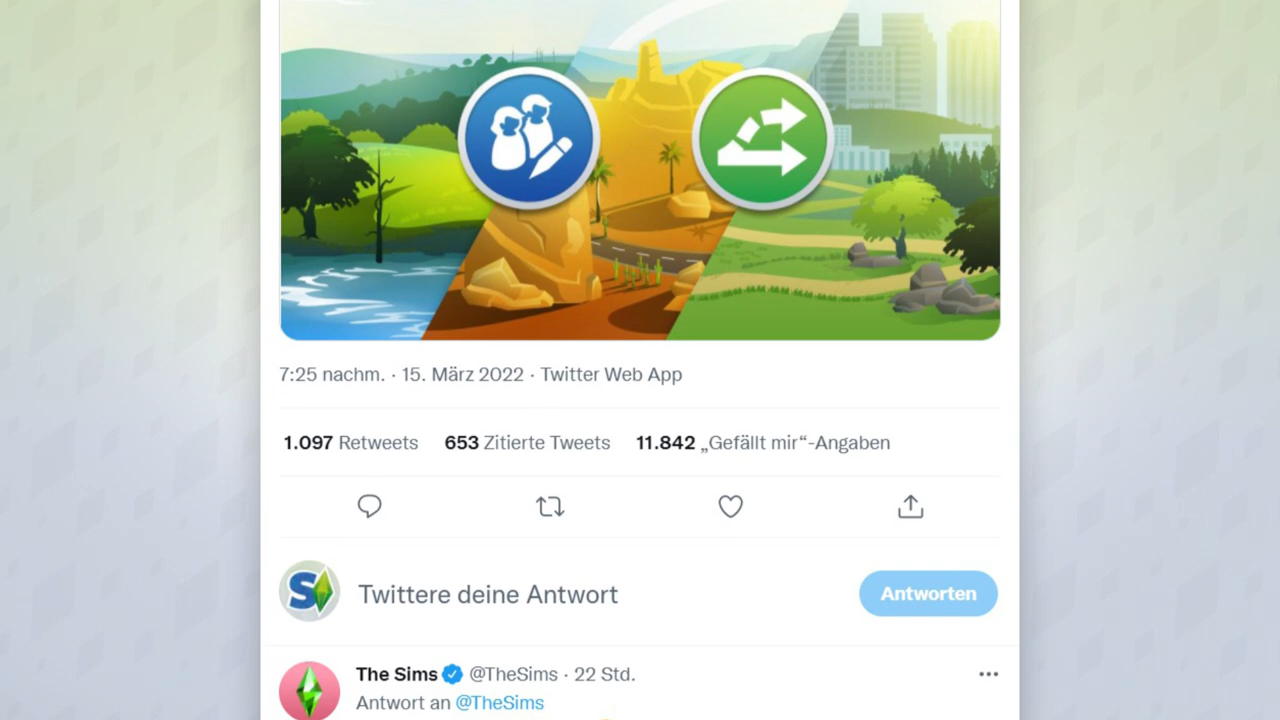 7:25 nachm. · 15. März 2022 · Twitter Web App
1.097 Retweets 653 Zitierte Tweets 11.842 „Gefällt mir“-Angaben
S
Twittere deine Antwort
Antworten
The Sims @TheSims · 22 Std.
Antwort an @TheSims